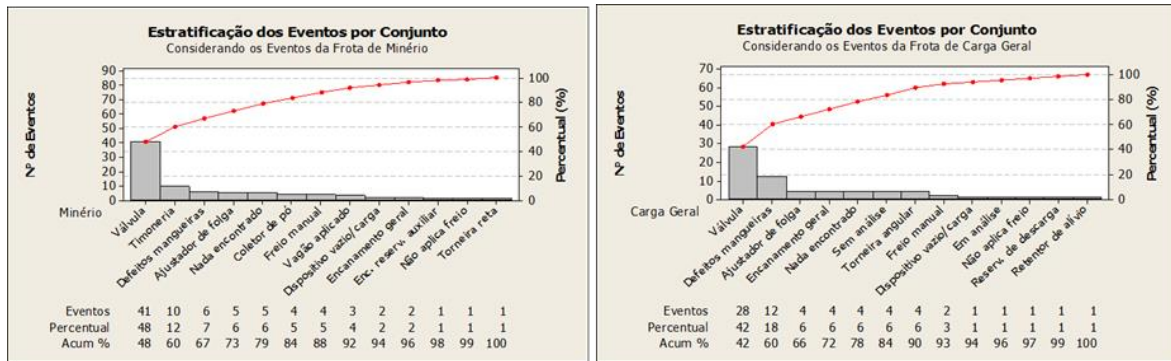 Estratificação dos Eventos por Conjunto
Considerando os Eventos da Frota de Minério
Nº de Eventos
90
80
70
60
50
40
30
20
10
0
Percentual (%)
100
80
60
40
20
0
Minério
Válvula
Timoneria
Defeitos mangueiras
Ajustador de folga
Nada encontrado
Coletor de pó
Freio manual
Vagão aplicado
Dispositivo vazio/carga
Encanamento geral
Enc. reserv. auxiliar
Não aplica freio
Torneira reta
Eventos 41 10 6 5 5 4 4 3 2 2 1 1 1
Percentual 48 12 7 6 6 5 5 4 2 2 1 1 1
Acum % 48 60 67 73 79 84 88 92 94 96 98 99 100
Estratificação dos Eventos por Conjunto
Considerando os Eventos da Frota de Carga Geral
Nº de Eventos
70
60
50
40
30
20
10
0
Percentual (%)
100
80
60
40
20
0
Carga Geral
Válvula
Defeitos mangueiras
Ajustador de folga
Encanamento geral
Nada encontrado
Sem análise
Torneira angular
Freio manual
Dispositivo vazio/carga
Em análise
Não aplica freio
Reserv. de descarga
Retentor de alívio
Eventos 28 12 4 4 4 4 4 2 1 1 1 1 1
Percentual 42 18 6 6 6 6 6 3 1 1 1 1 1
Acum % 42 60 66 72 78 84 90 93 94 96 97 99 100